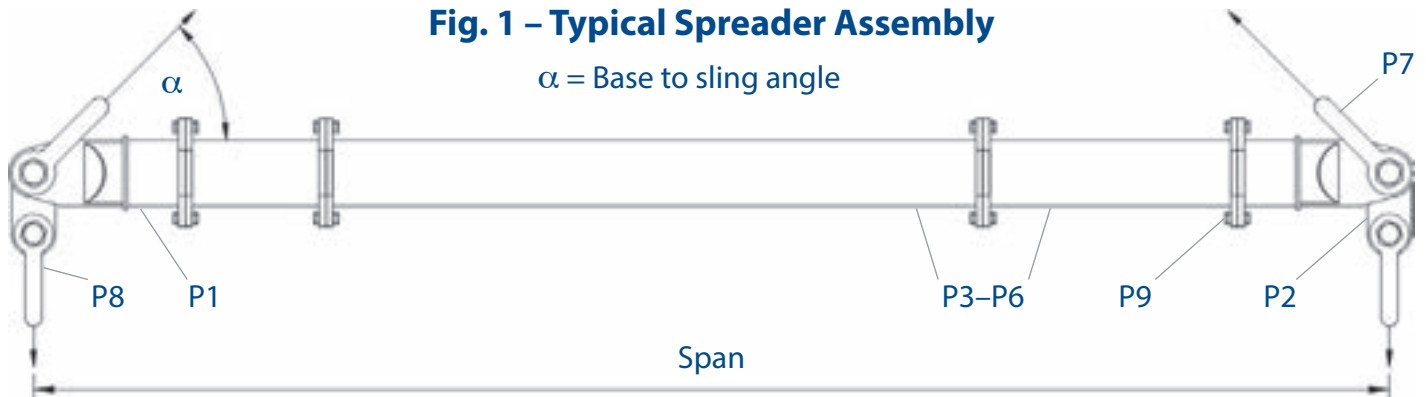 Fig. 1 – Typical Spreader Assembly
α = Base to sling angle
α
P7
P8
P1
P3–P6
P9
P2
Span